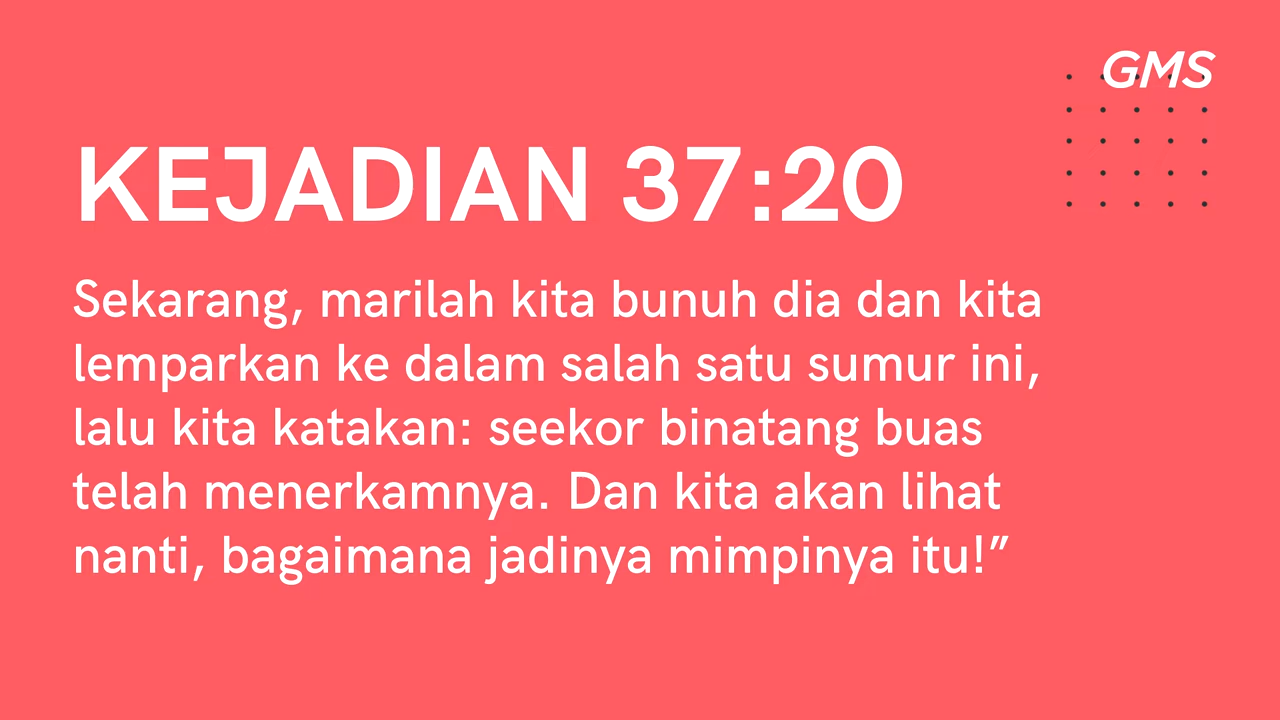 GMS
KEJADIAN 37:20
Sekarang, marilah kita bunuh dia dan kita
lemparkan ke dalam salah satu sumur ini,
lalu kita katakan: seekor binatang buas
telah menerkamnya. Dan kita akan lihat
nanti, bagaimana jadinya mimpinya itu!”